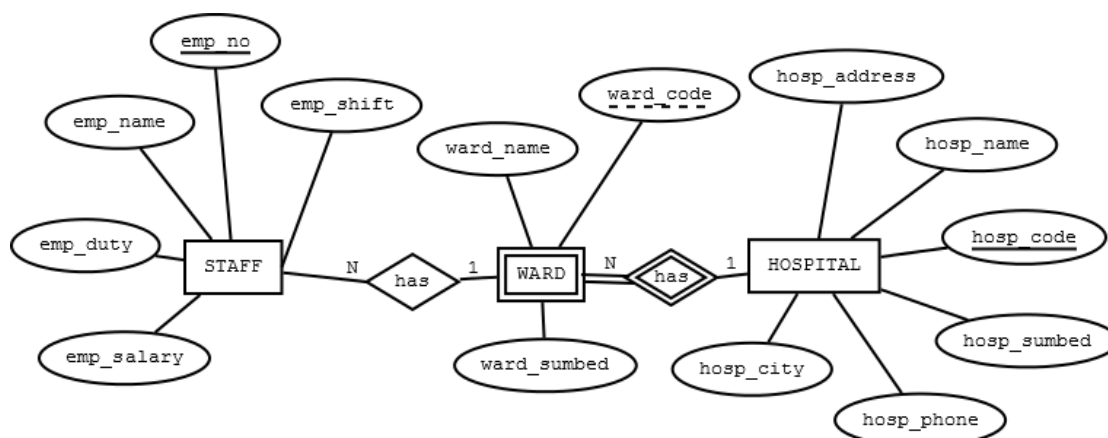 emp_no
emp_name
emp_shift
emp_duty
emp_salary
STAFF
N
has
1
ward_name
ward_code
WARD
ward_sumbed
N
has
1
HOSPITAL
hosp_address
hosp_name
hosp_code
hosp_sumbed
hosp_city
hosp_phone